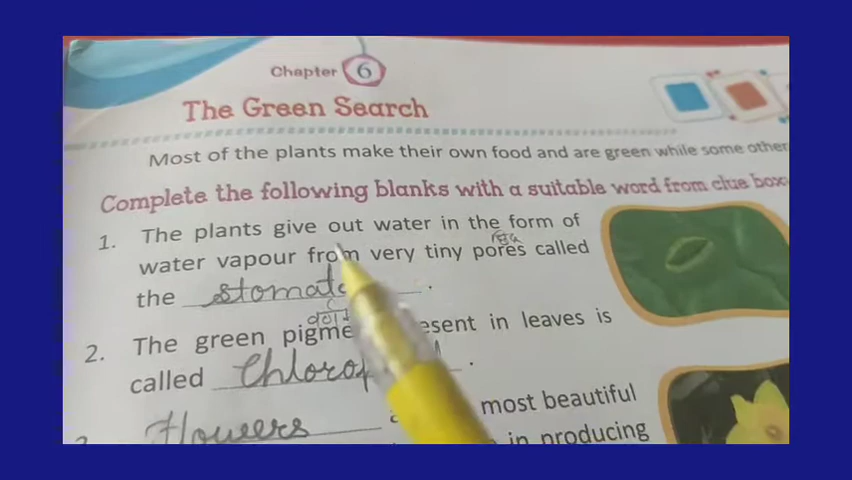 Chapter 6
The Green Search
Most of the plants make their own food and are green while some other
Complete the following blanks with a suitable word from clue box
1. The plants give out water in the form of
छिद्र
water vapour from very tiny pores called
the stomata.
2. The green esent in leaves is
called
Flowers most beautiful
in producing